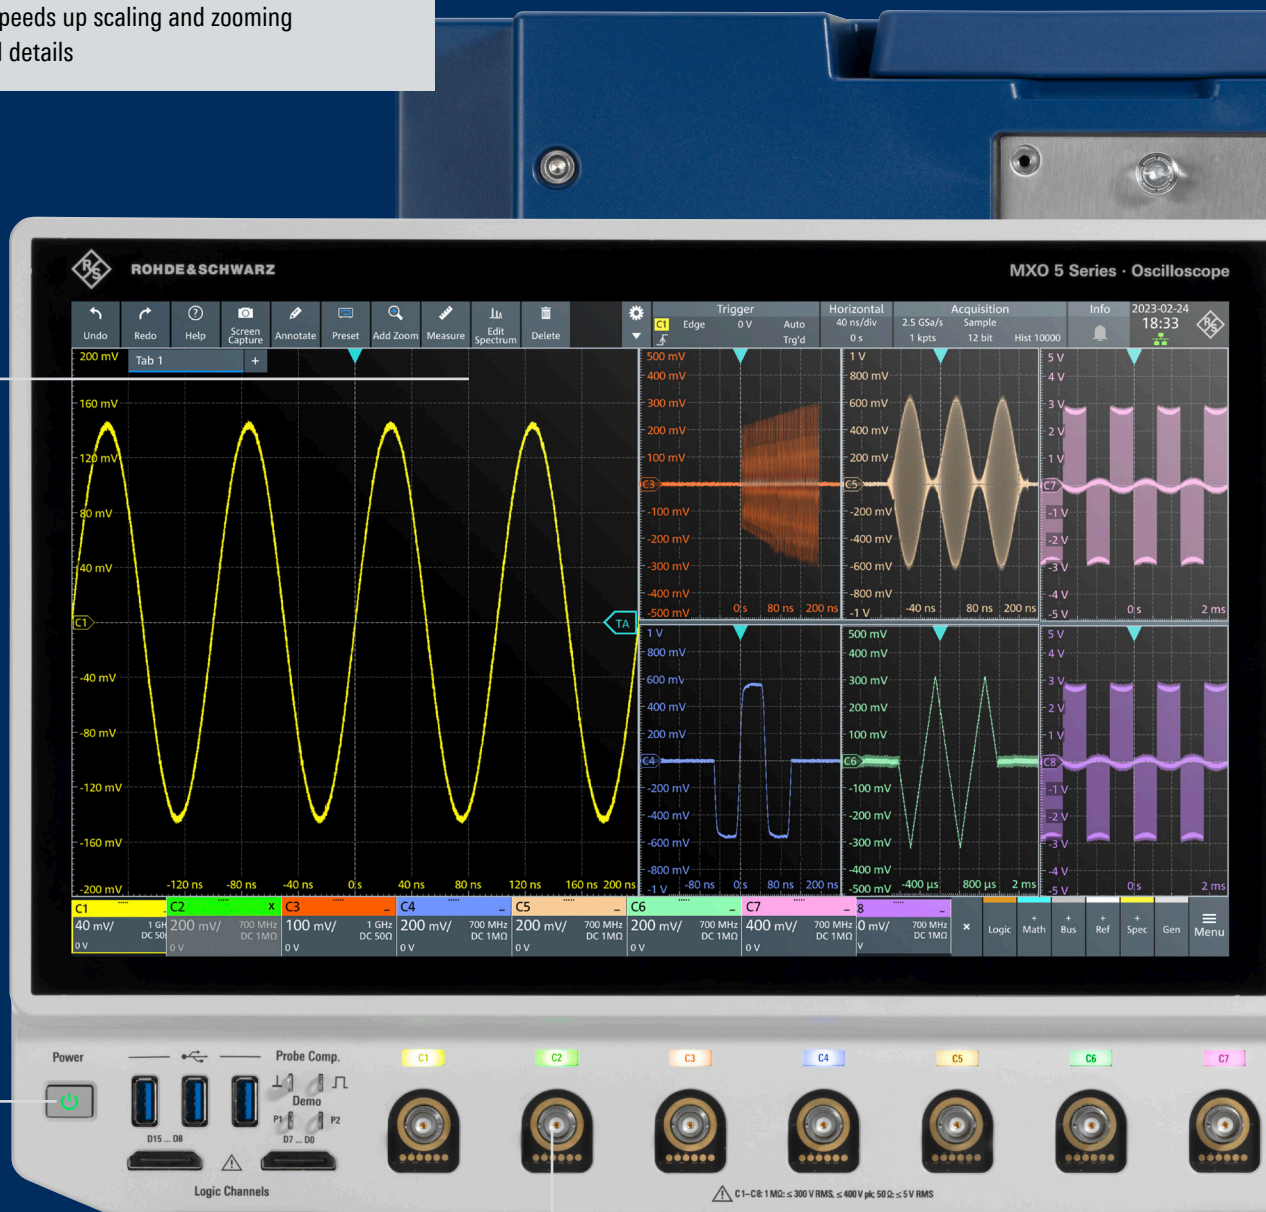 peeds up scaling and zooming
l details
ROHDE&SCHWARZ
MXO 5 Series · Oscilloscope
Undo
Redo
Help
Screen
Capture
Annotate
Preset
Add Zoom
Measure
Edit
Spectrum
Delete
Trigger
C1 Edge 0 V Auto
Trg'd
Horizontal
40 ns/div
0 s
Acquisition
2.5 GSa/s Sample
1 kpts 12 bit Hist 10000
Info
2023-02-24
18:33
Tab 1 +
200 mV
160 mV
120 mV
80 mV
40 mV
C1
-40 mV
-80 mV
-120 mV
-160 mV
-200 mV
-120 ns -80 ns -40 ns 0 s 40 ns 80 ns 120 ns 160 ns 200 ns
TA
500 mV
400 mV
300 mV
200 mV
100 mV
C3
-100 mV
-200 mV
-300 mV
-400 mV
-500 mV
0 s 80 ns 200 ns
1 V
800 mV
600 mV
400 mV
200 mV
C5
-200 mV
-400 mV
-600 mV
-800 mV
-1 V
-40 ns 80 ns 200 ns
5 V
4 V
3 V
2 V
1 V
C7
-1 V
-2 V
-3 V
-4 V
-5 V
0 s 2 ms
1 V
800 mV
600 mV
400 mV
200 mV
C4
-200 mV
-400 mV
-600 mV
-800 mV
-1 V
-80 ns 0 s 80 ns 200 ns
500 mV
400 mV
300 mV
200 mV
100 mV
C6
-100 mV
-200 mV
-300 mV
-400 mV
-500 mV
-400 µs 800 µs 2 ms
5 V
4 V
3 V
2 V
1 V
C8
-1 V
-2 V
-3 V
-4 V
-5 V
0 s 2 ms
C1
40 mV/ 1 GH
DC 50
0 V
C2 x
200 mV/ 700 MHz
DC 1MΩ
0 V
C3
100 mV/ 1 GHz
DC 50Ω
0 V
C4
200 mV/ 700 MHz
DC 1MΩ
0 V
C5
200 mV/ 700 MHz
DC 1MΩ
0 V
C6
200 mV/ 700 MHz
DC 1MΩ
0 V
C7
400 mV/ 700 MHz
DC 1MΩ
0 V
8
0 mV/ 700 MHz
DC 1MΩ
V
Logic
+ Math
+ Bus
+ Ref
+ Spec
Gen
Menu
Power
Probe Comp.
Demo
P1 P2
D15 ... D8
D7 ... D0
Logic Channels
C1
C2
C3
C4
C5
C6
C7
C1–C8: 1 MΩ: ≤ 300 V RMS, ≤ 400 V pk; 50 Ω: ≤ 5 V RMS